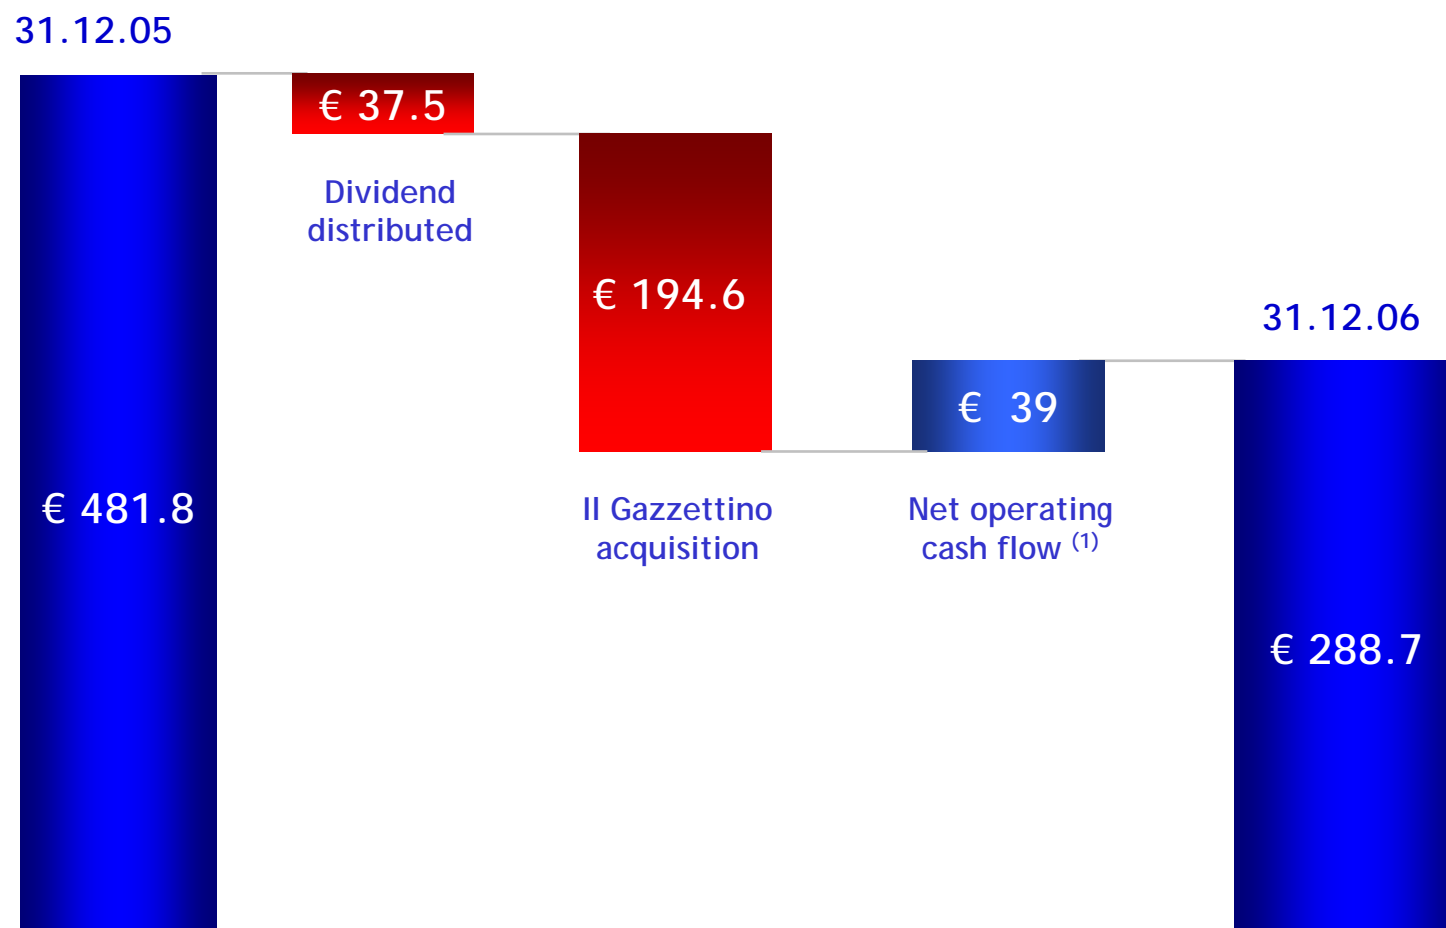 31.12.05
€ 37.5
Dividend
distributed
€ 194.6
31.12.06
€ 39
€ 481.8
Il Gazzettino
acquisition
Net operating
cash flow (1)
€ 288.7